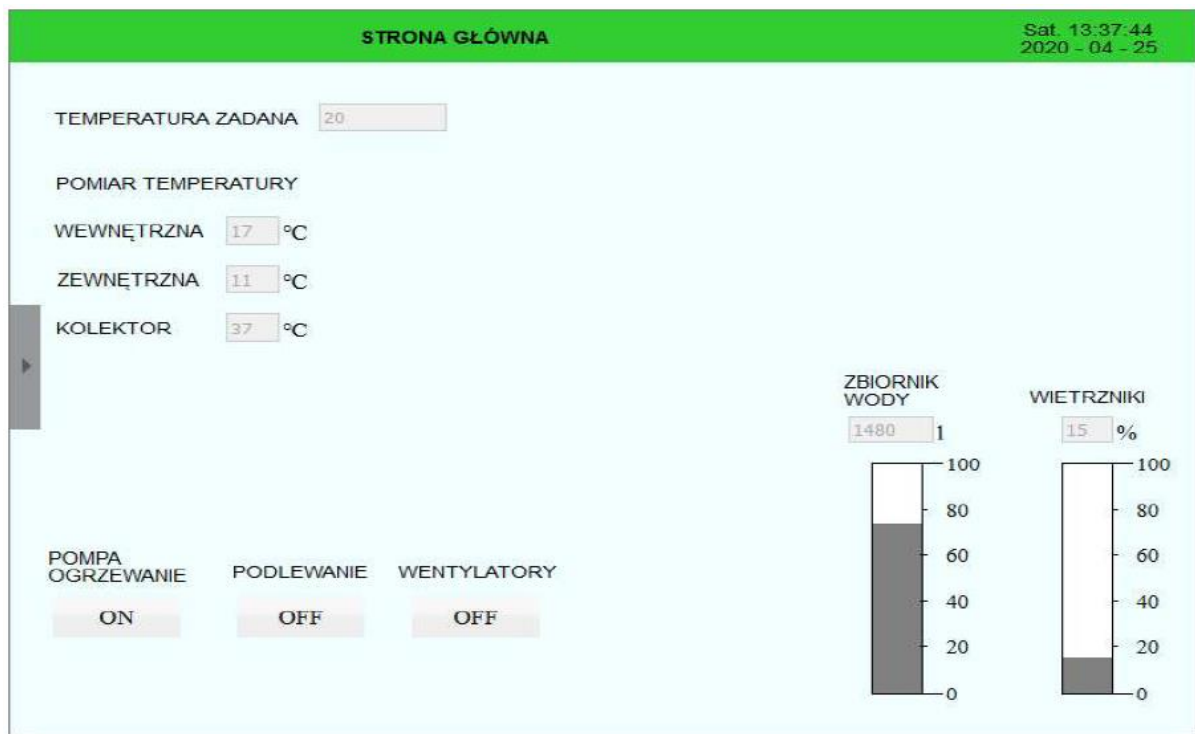 STRONA GŁÓWNA
Sat. 13:37:44
2020 - 04 - 25
TEMPERATURA ZADANA 20
POMIAR TEMPERATURY
WEWNĘTRZNA 17 °C
ZEWNĘTRZNA 11 °C
KOLEKTOR 37 °C
ZBIORNIK
WODY
1480 l
100
80
60
40
20
0
WIETRZNIKI
15 %
100
80
60
40
20
0
POMPA
OGRZEWANIE
ON
PODLEWANIE
OFF
WENTYLATORY
OFF